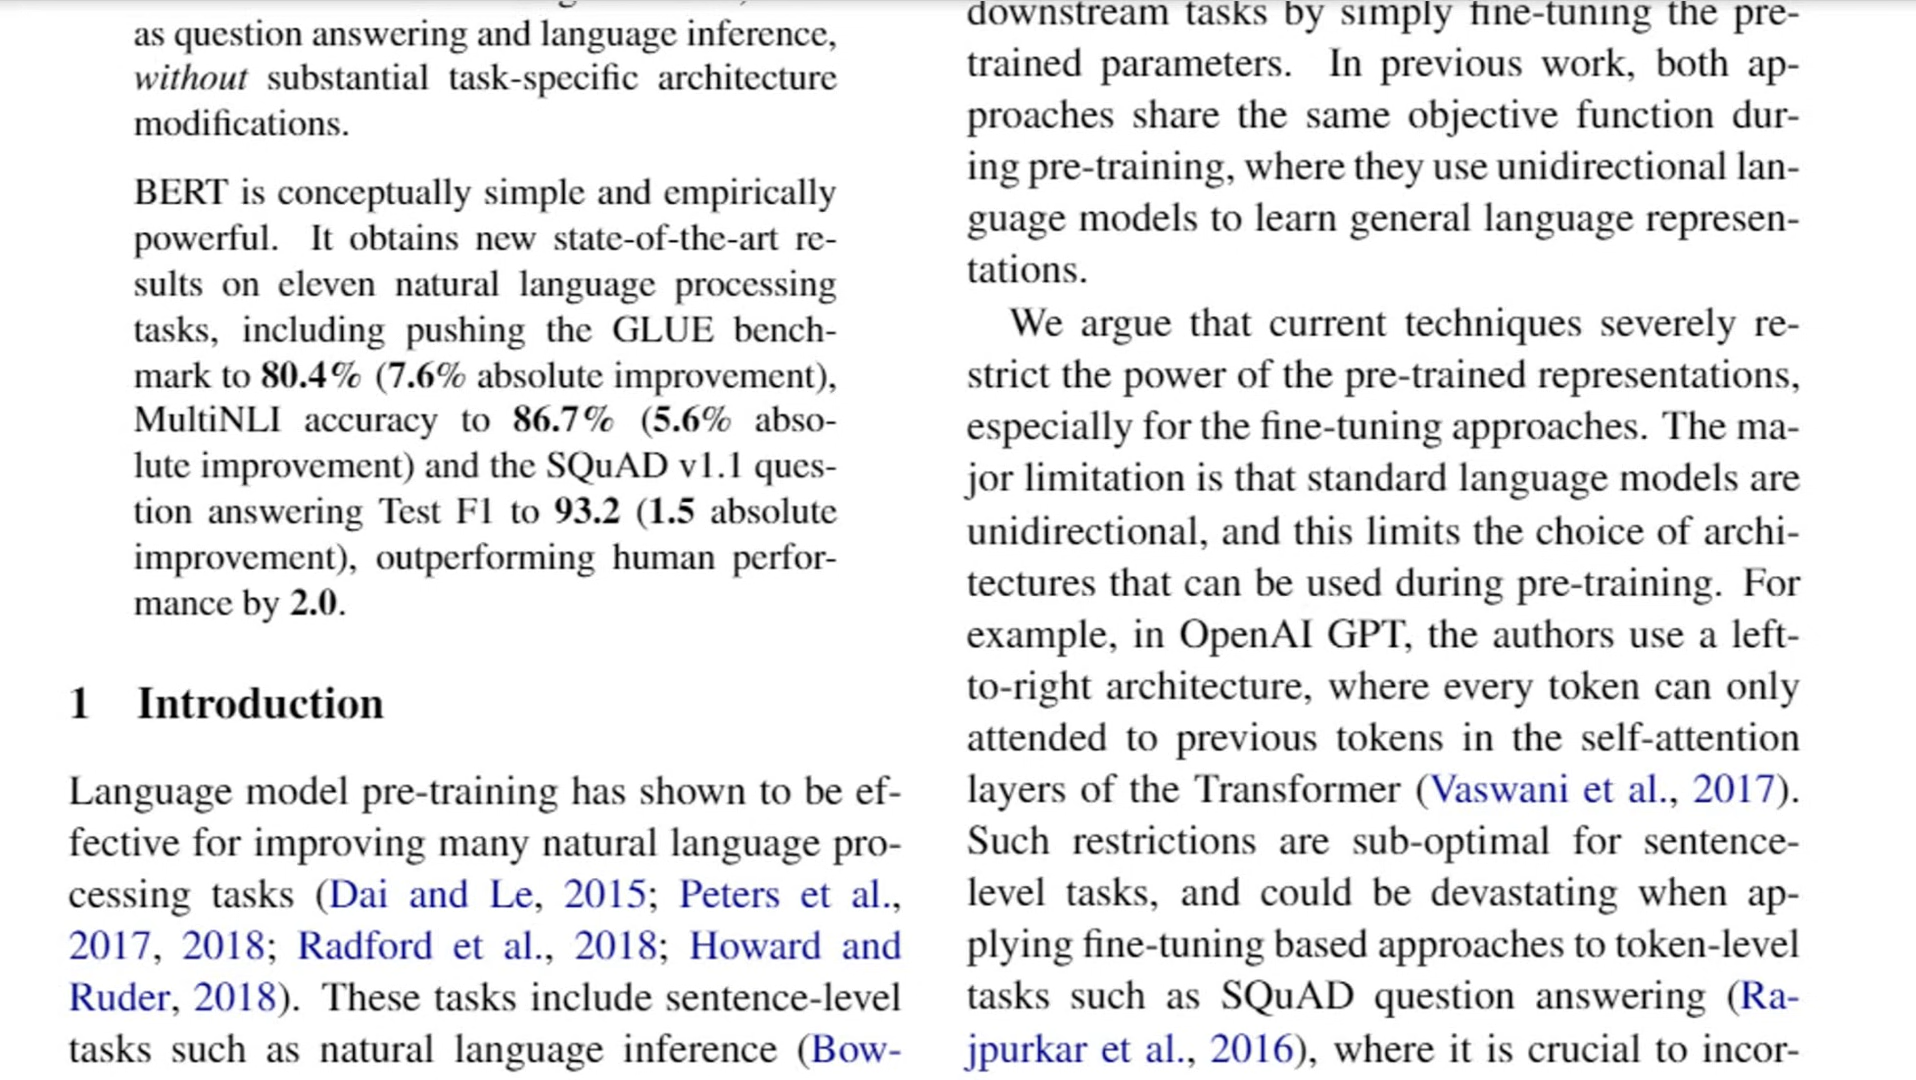 as question answering and language inference,
without substantial task-specific architecture
modifications.
BERT is conceptually simple and empirically
powerful. It obtains new state-of-the-art re-
sults on eleven natural language processing
tasks, including pushing the GLUE bench-
mark to 80.4% (7.6% absolute improvement),
MultiNLI accuracy to 86.7% (5.6% abso-
lute improvement) and the SQuAD v1.1 ques-
tion answering Test F1 to 93.2 (1.5 absolute
improvement), outperforming human perfor-
mance by 2.0.
1 Introduction
Language model pre-training has shown to be ef-
fective for improving many natural language pro-
cessing tasks (Dai and Le, 2015; Peters et al.,
2017, 2018; Radford et al., 2018; Howard and
Ruder, 2018). These tasks include sentence-level
tasks such as natural language inference (Bow-
downstream tasks by simply fine-tuning the pre-
trained parameters. In previous work, both ap-
proaches share the same objective function dur-
ing pre-training, where they use unidirectional lan-
guage models to learn general language represen-
tations.
We argue that current techniques severely re-
strict the power of the pre-trained representations,
especially for the fine-tuning approaches. The ma-
jor limitation is that standard language models are
unidirectional, and this limits the choice of archi-
tectures that can be used during pre-training. For
example, in OpenAI GPT, the authors use a left-
to-right architecture, where every token can only
attended to previous tokens in the self-attention
layers of the Transformer (Vaswani et al., 2017).
Such restrictions are sub-optimal for sentence-
level tasks, and could be devastating when ap-
plying fine-tuning based approaches to token-level
tasks such as SQuAD question answering (Ra-
jpurkar et al., 2016), where it is crucial to incor-